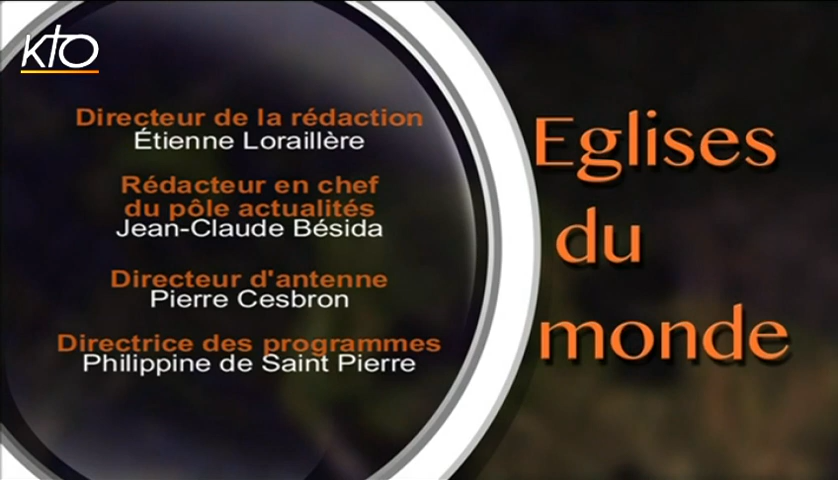 kto
Directeur de la rédaction
Étienne Loraillère
Rédacteur en chef
du pôle actualités
Jean-Claude Bésida
Directeur d'antenne
Pierre Cesbron
Directrice des programmes
Philippine de Saint Pierre
Eglises
du
monde